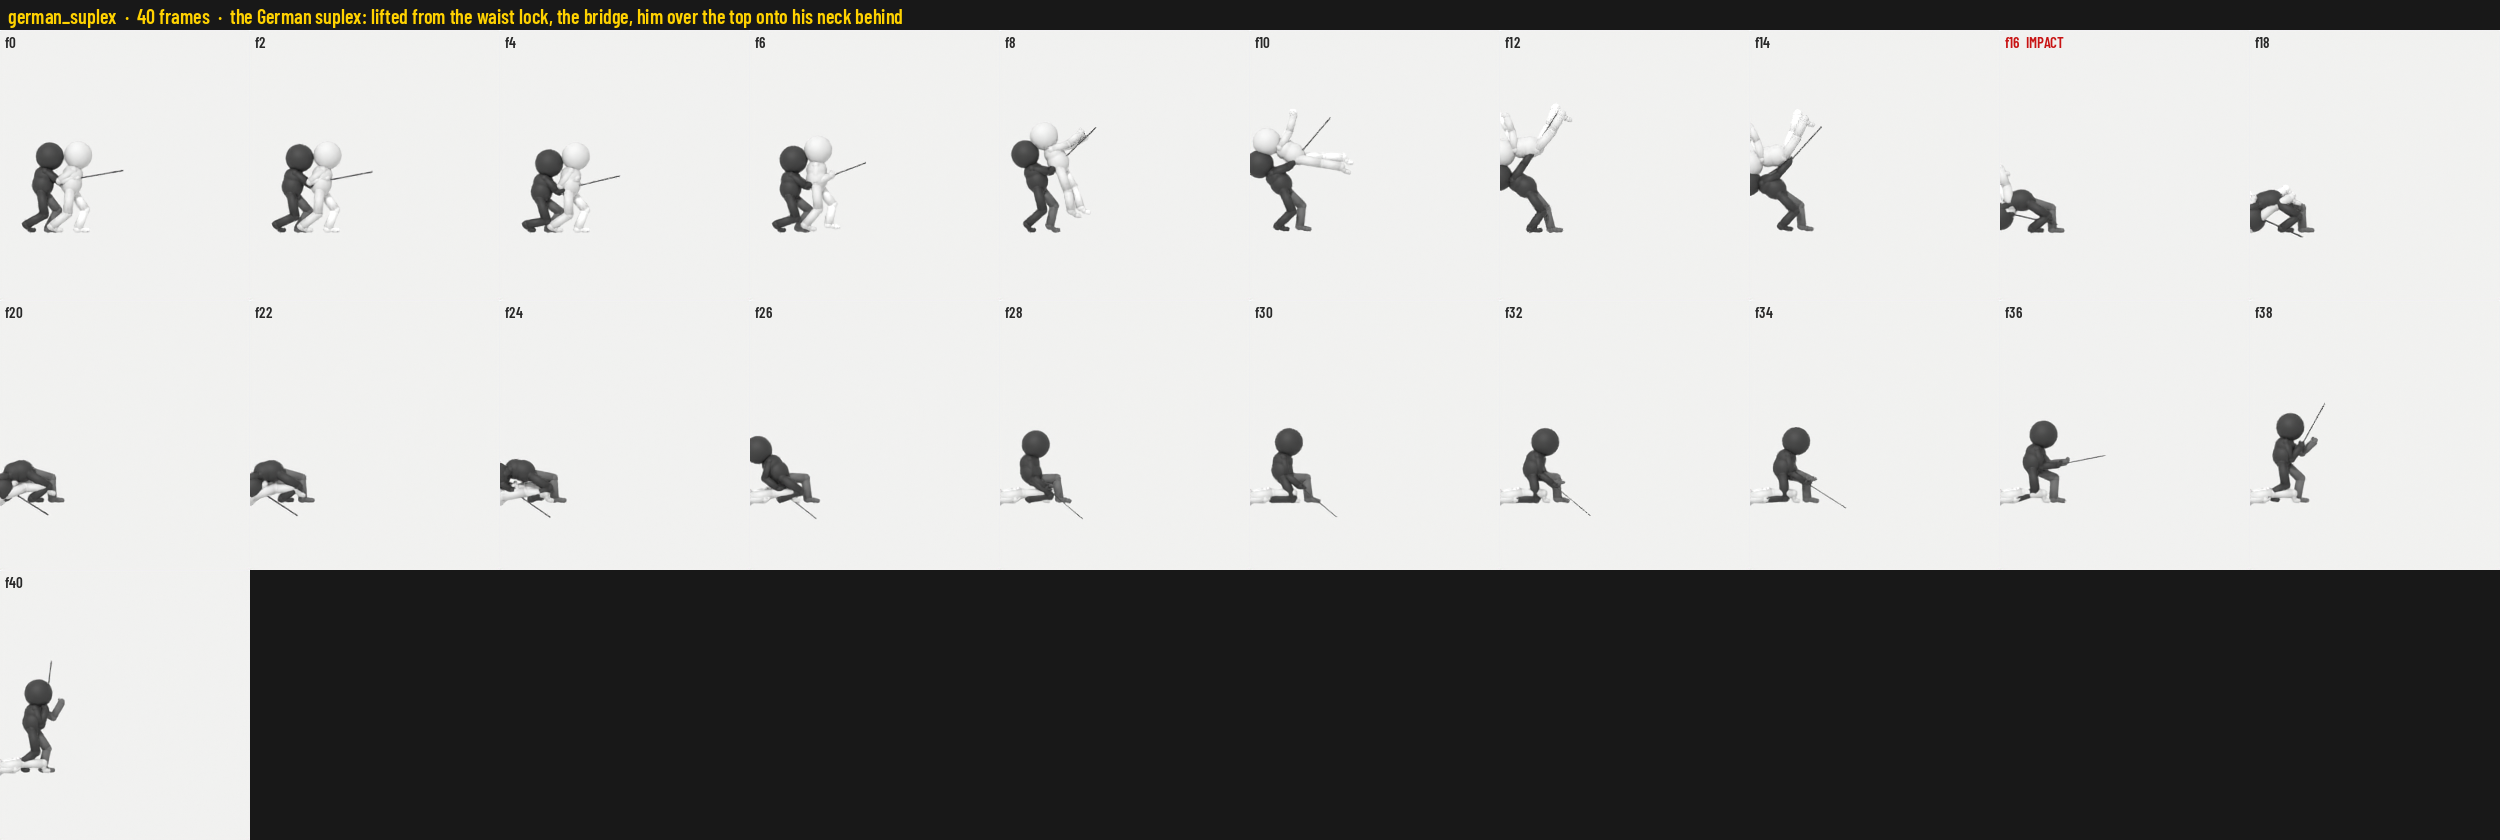 german_suplex · 40 frames · the German suplex: lifted from the waist lock, the bridge, him over the top onto his neck behind
f0 f2 f4 f6 f8 f10 f12 f14 f16 IMPACT f18
f20 f22 f24 f26 f28 f30 f32 f34 f36 f38
f40